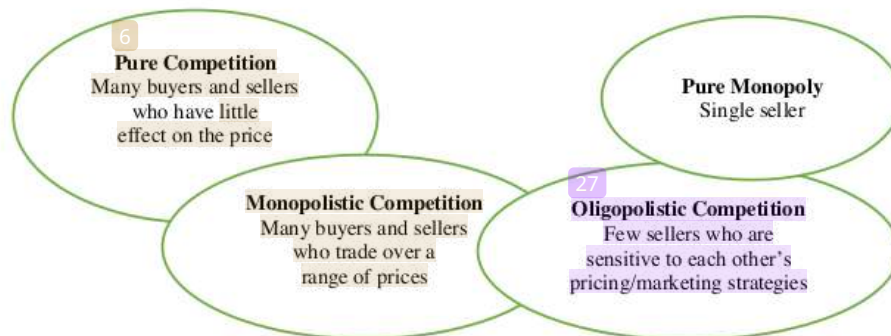 6
Pure Competition
Many buyers and sellers
who have little
effect on the price
Pure Monopoly
Single seller
Monopolistic Competition
Many buyers and sellers
who trade over a
range of prices
27
Oligopolistic Competition
Few sellers who are
sensitive to each other's
pricing/marketing strategies